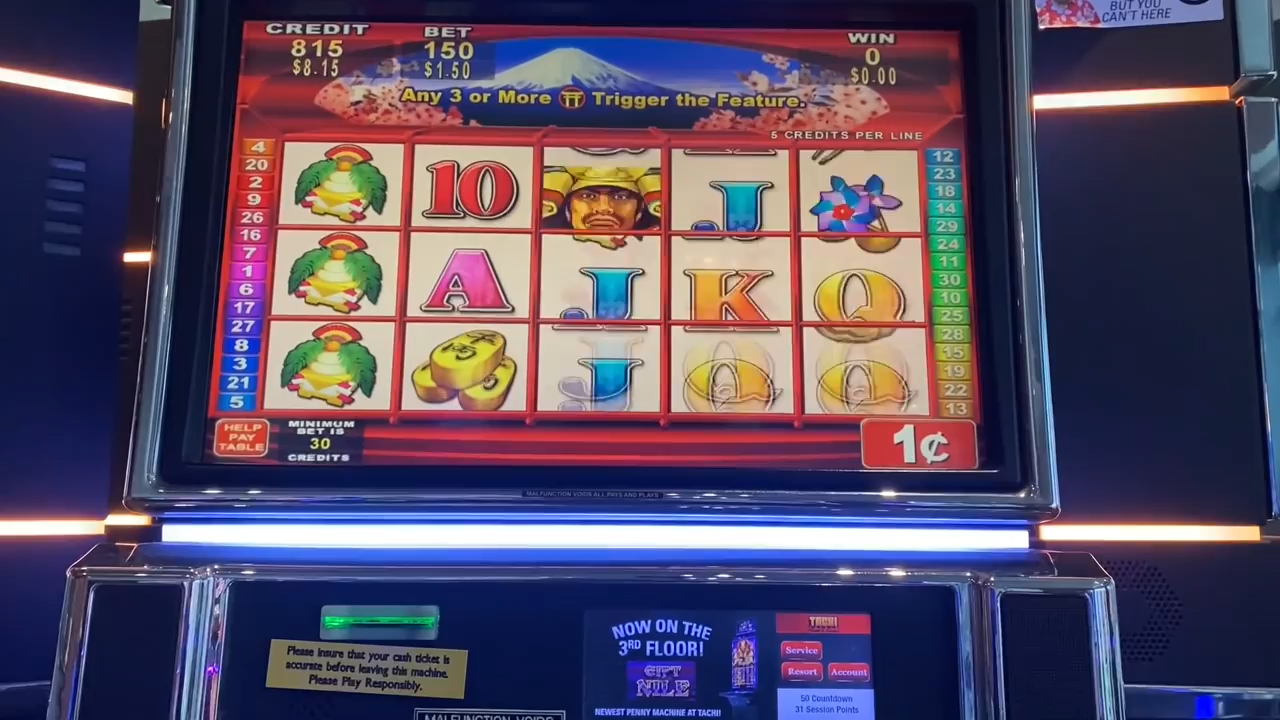 BUT YOU
CAN'T HERE
CREDIT
815
$8.15
BET
150
$1.50
WIN
0
$0.00
Any 3 or More Trigger the Feature.
5 CREDITS PER LINE
4
20
2
9
26
16
7
1
6
17
27
8
3
21
5
10
J
A
J
K
Q
J
Q
Q
12
23
18
14
29
24
11
30
10
25
28
15
19
22
13
HELP
PAY
TABLE
MINIMUM
BET IS
30
CREDITS
1¢
MALFUNCTION VOIDS ALL PAYS AND PLAYS
Please insure that your cash ticket is
accurate before leaving this machine.
Please Play Responsibly.
MALFUNCTION VOIDS
NOW ON THE
3RD FLOOR!
GIFT
NILE
NEWEST PENNY MACHINE AT TACHI
TACHI
Service
Resort
Account
50 Countdown
31 Session Points